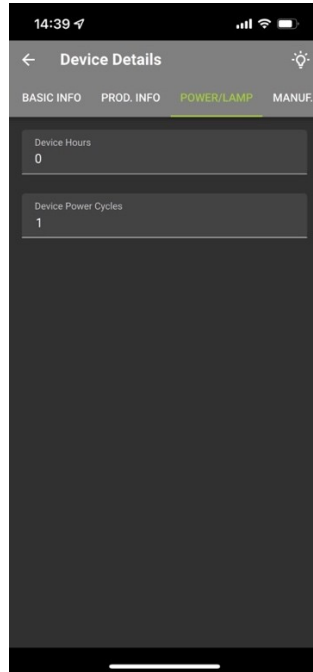 14:39
Device Details
BASIC INFO PROD. INFO POWER/LAMP MANUF.
Device Hours
0
Device Power Cycles
1